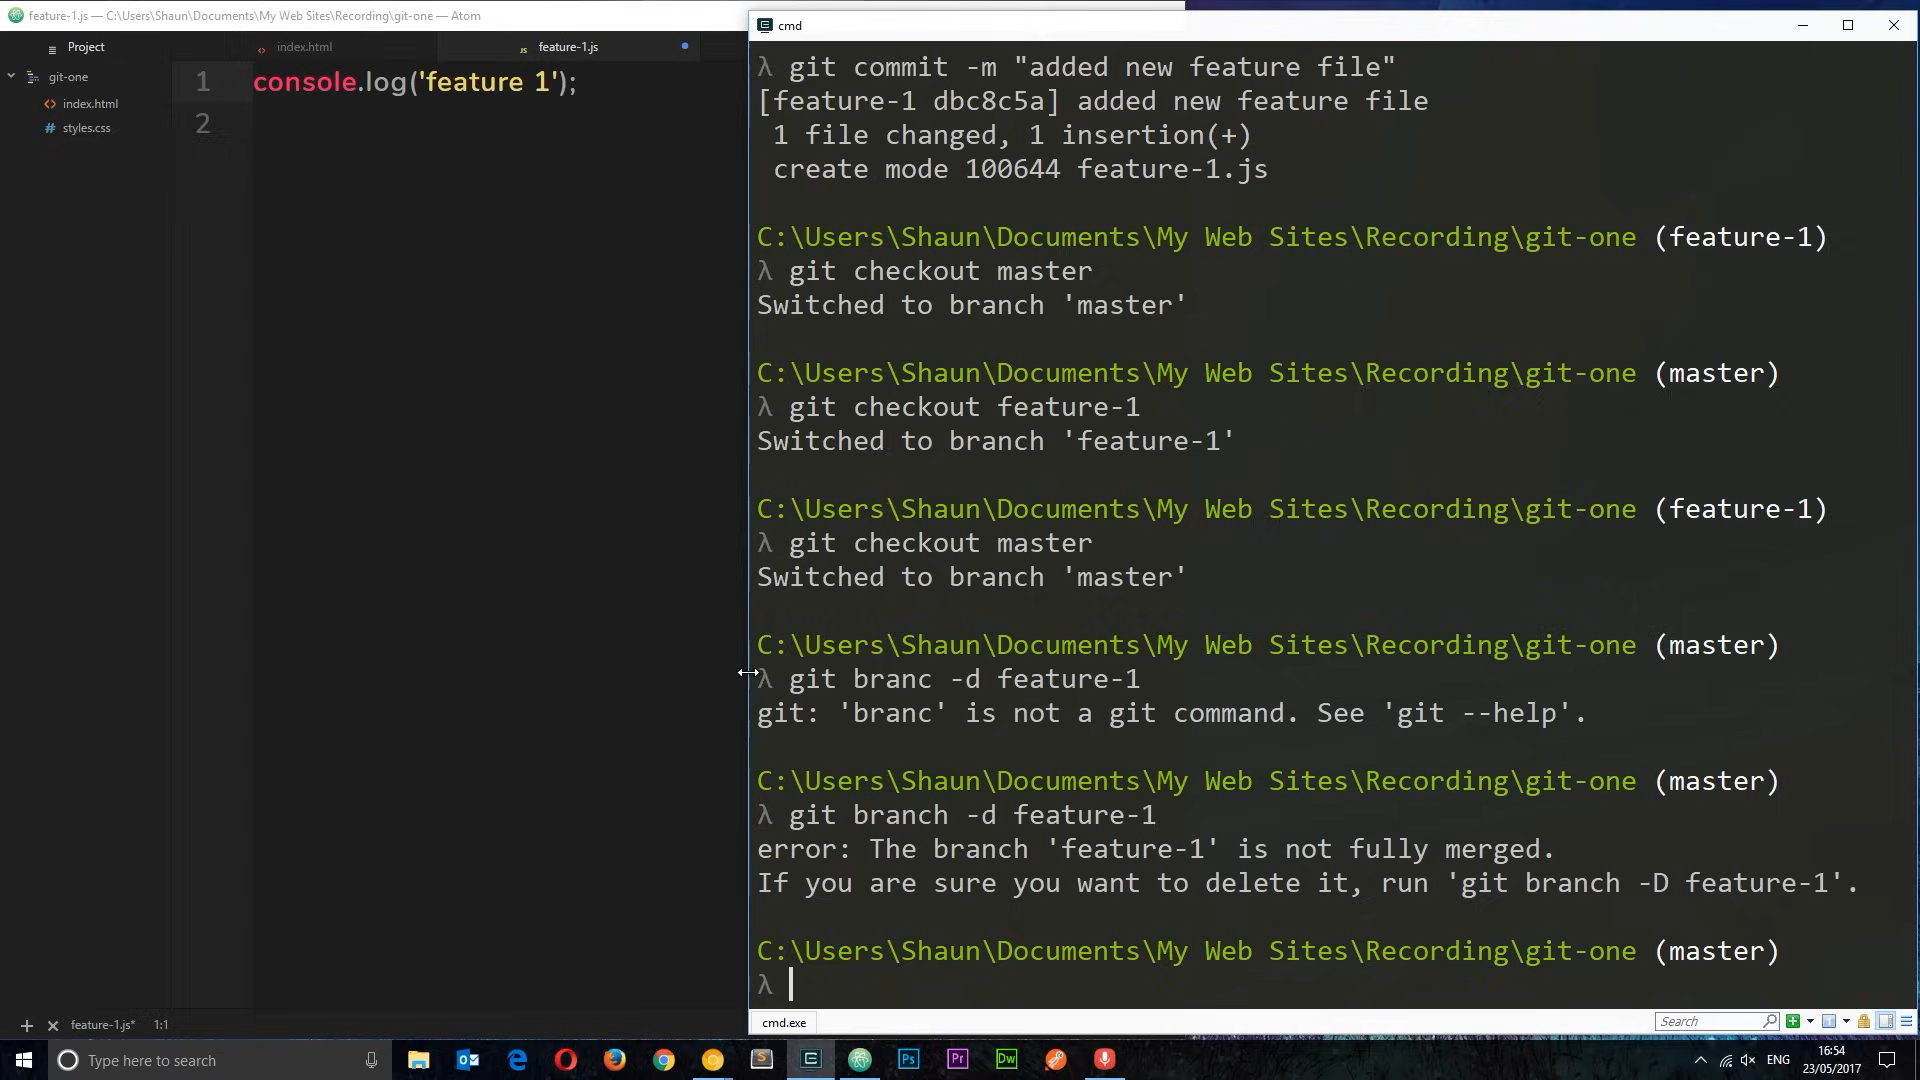 feature-1.js — C:\Users\Shaun\Documents\My Web Sites\Recording\git-one — Atom
Project
git-one
index.html
styles.css
index.html
feature-1.js
1 console.log('feature 1');
2
feature-1.js* 1:1
cmd
λ git commit -m "added new feature file"
[feature-1 dbc8c5a] added new feature file
1 file changed, 1 insertion(+)
create mode 100644 feature-1.js
C:\Users\Shaun\Documents\My Web Sites\Recording\git-one (feature-1)
λ git checkout master
Switched to branch 'master'
C:\Users\Shaun\Documents\My Web Sites\Recording\git-one (master)
λ git checkout feature-1
Switched to branch 'feature-1'
C:\Users\Shaun\Documents\My Web Sites\Recording\git-one (feature-1)
λ git checkout master
Switched to branch 'master'
C:\Users\Shaun\Documents\My Web Sites\Recording\git-one (master)
λ git branc -d feature-1
git: 'branc' is not a git command. See 'git --help'.
C:\Users\Shaun\Documents\My Web Sites\Recording\git-one (master)
λ git branch -d feature-1
error: The branch 'feature-1' is not fully merged.
If you are sure you want to delete it, run 'git branch -D feature-1'.
C:\Users\Shaun\Documents\My Web Sites\Recording\git-one (master)
λ
cmd.exe
Search
Type here to search
Ps
Pr
Dw
ENG
16:54
23/05/2017